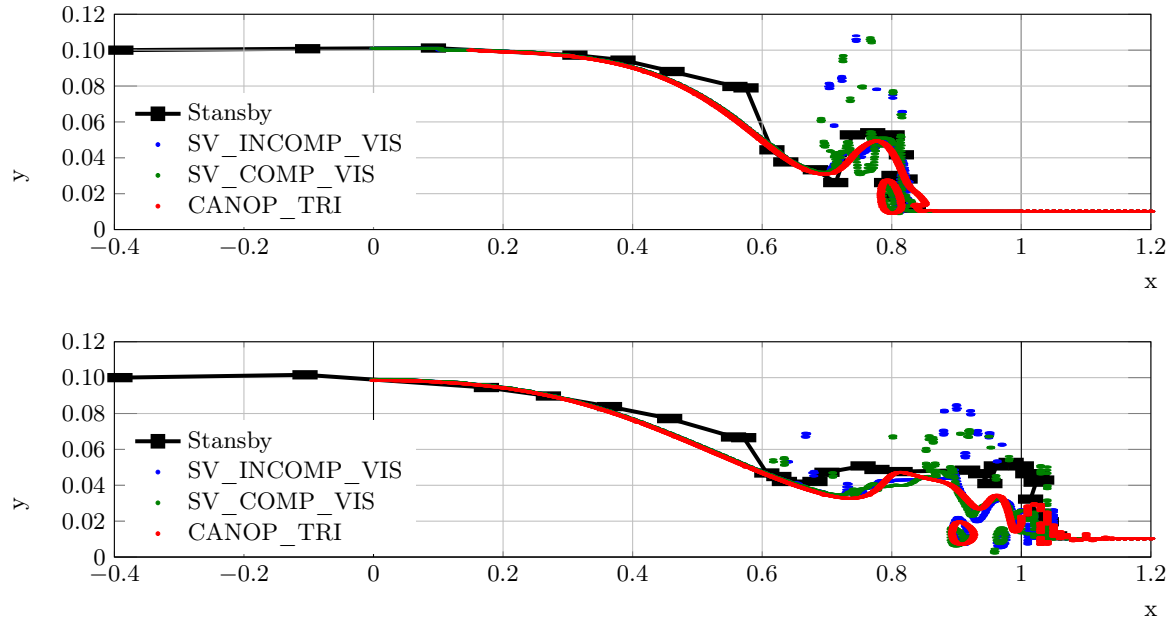 0.12
0.10
0.08
0.06
0.04
0.02
0
y
Stansby
SV_INCOMP_VIS
SV_COMP_VIS
CANOP_TRI
−0.4 −0.2 0 0.2 0.4 0.6 0.8 1 1.2
x
0.12
0.10
0.08
0.06
0.04
0.02
0
y
Stansby
SV_INCOMP_VIS
SV_COMP_VIS
CANOP_TRI
−0.4 −0.2 0 0.2 0.4 0.6 0.8 1 1.2
x